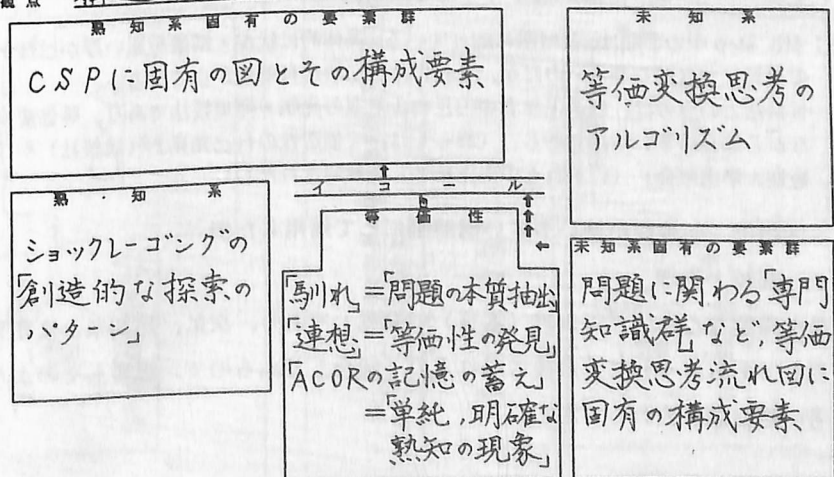 観点
熟知系固有の要素群
CSPに固有の図とその構成要素
未知系
等価変換思考の
アルゴリズム
イコール
等価性
熟知系
ショックレーゴングの
「創造的な探索の
パターン」
「馴れ」=「問題の本質抽出」
「連想」=「等価性の発見」
「ACORの記憶の蓄え」
=「単純,明確な
熟知の現象」
未知系固有の要素群
問題に関わる「専門
知識群」など,等価
変換思考流れ図に
固有の構成要素